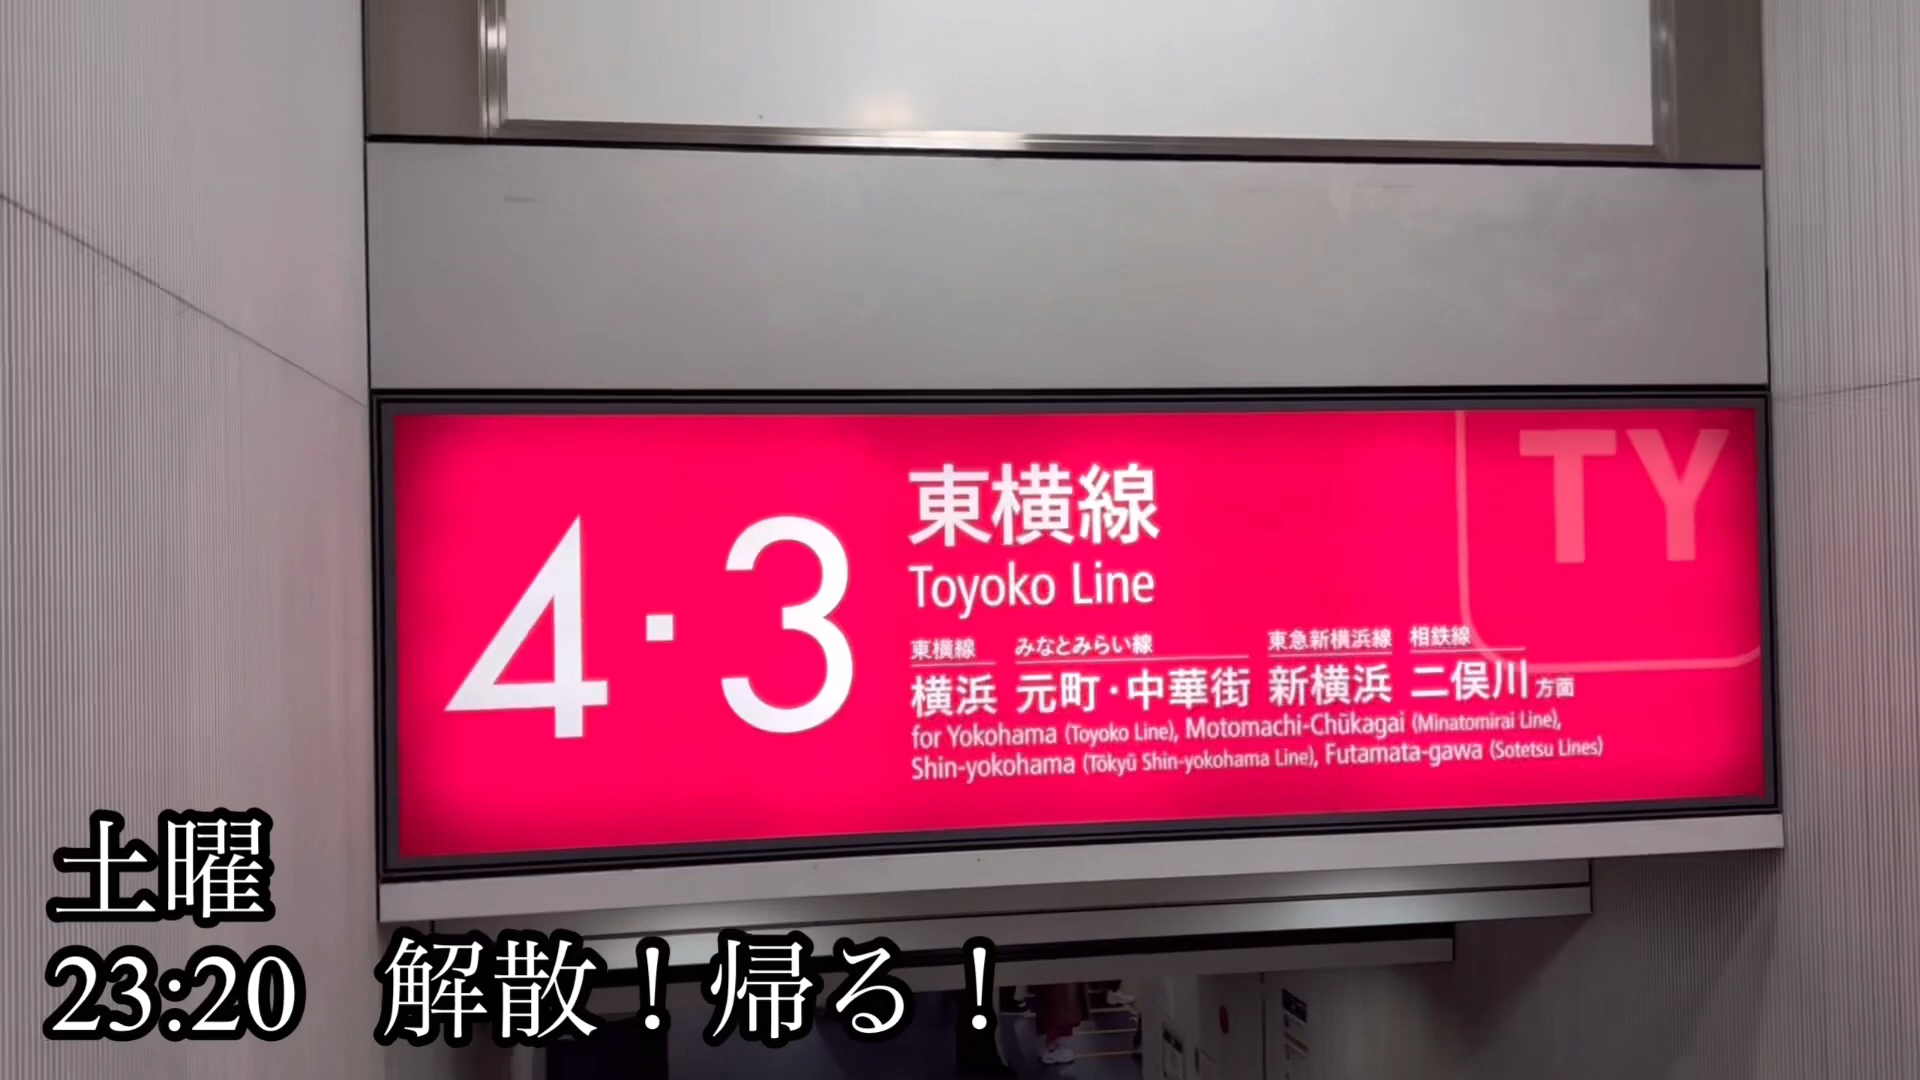 4・3
東横線
Toyoko Line
TY
東横線 みなとみらい線 東急新横浜線 相鉄線
横浜 元町・中華街 新横浜 二俣川 方面
for Yokohama (Toyoko Line), Motomachi-Chūkagai (Minatomirai Line),
Shin-yokohama (Tōkyū Shin-yokohama Line), Futamata-gawa (Sotetsu Lines)
土曜
23:20 解散！帰る！